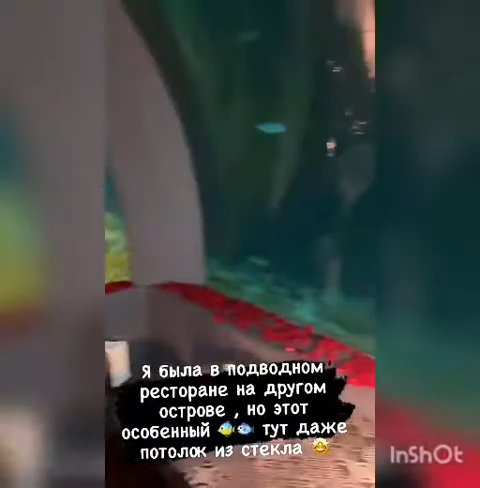 Я была в подводном
ресторане на другом
острове , но этот
особенный 🐠🐟 тут даже
потолок из стекла 🤩
InShOt